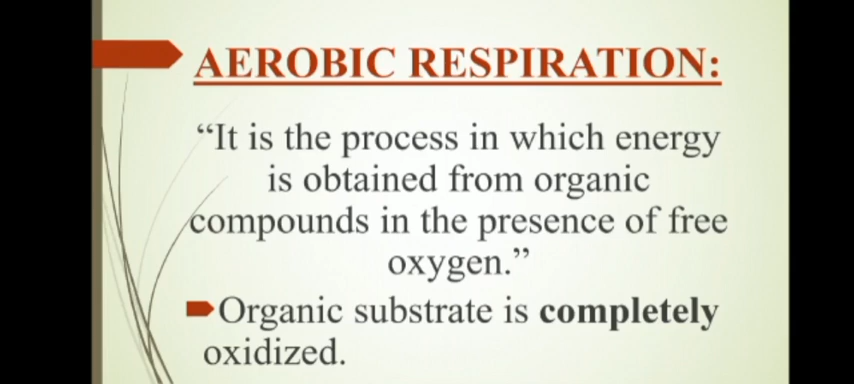 AEROBIC RESPIRATION:
“It is the process in which energy
is obtained from organic
compounds in the presence of free
oxygen.”
Organic substrate is completely
oxidized.